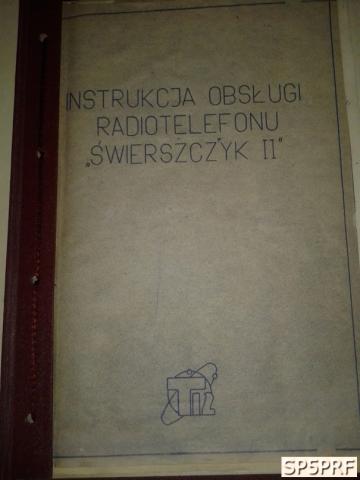 INSTRUKCJA OBSŁUGI
RADIOTELEFONU
„ŚWIERSZCZYK II"
SP5PRF